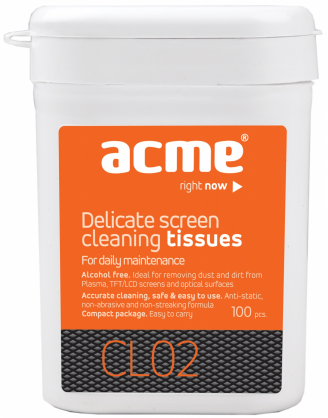 acme®
right now
Delicate screen
cleaning tissues
For daily maintenance
Alcohol free. Ideal for removing dust and dirt from
Plasma, TFT/LCD screens and optical surfaces
Accurate cleaning, safe & easy to use. Anti-static,
non-abrasive and non-streaking formula
Compact package. Easy to carry
100 pcs.
CL02